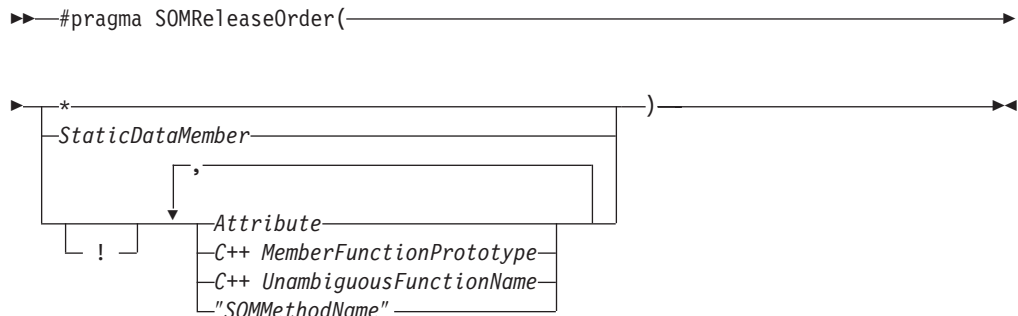 #pragma SOMReleaseOrder(
*
)
StaticDataMember
,
Attribute
!
C++ MemberFunctionPrototype
C++ UnambiguousFunctionName
"SOMMethodName"